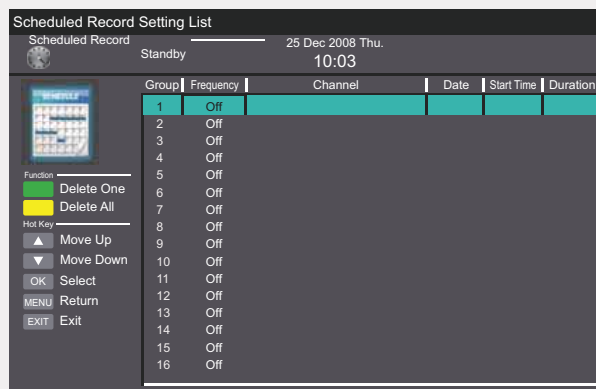 Scheduled Record Setting List
Scheduled Record
Standby
25 Dec 2008 Thu.
10:03
SCHEDULE
Group Frequency Channel Date Start Time Duration
1 Off
2 Off
3 Off
4 Off
5 Off
6 Off
7 Off
8 Off
9 Off
10 Off
11 Off
12 Off
13 Off
14 Off
15 Off
16 Off
Function
Delete One
Delete All
Hot Key
Move Up
Move Down
OK Select
MENU Return
EXIT Exit